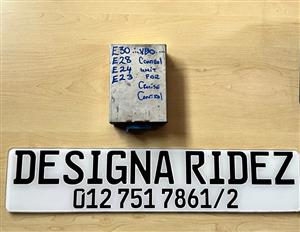 E30...VDO...
E28 Control
E24 unit
E23 FOR
Cruise
Control
DESIGNA RIDEZ
012 751 7861/2